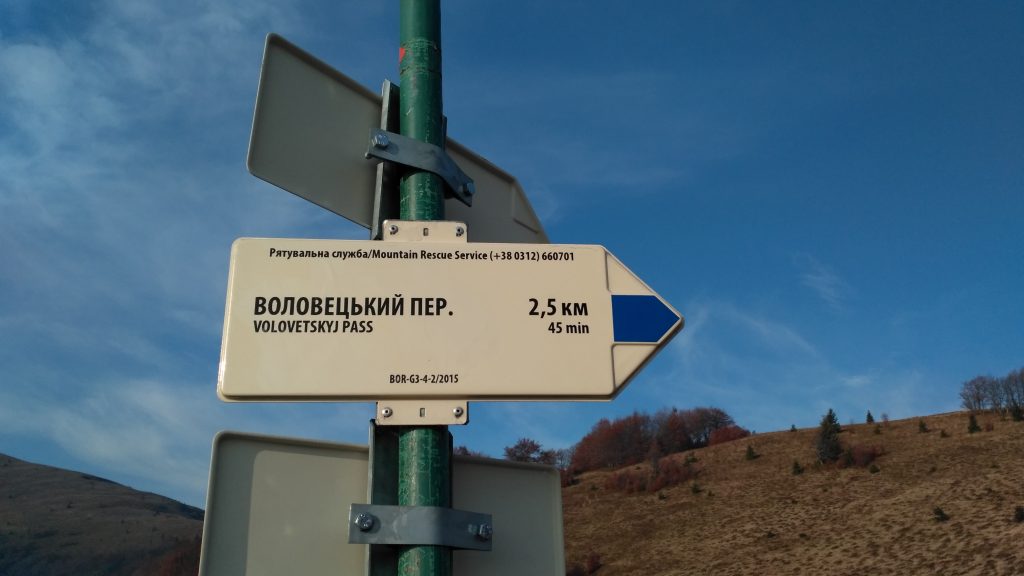 Рятувальна служба/Mountain Rescue Service (+38 0312) 660701
ВОЛОВЕЦЬКИЙ ПЕР. 2,5 км
VOLOVETSKYJ PASS 45 min
BOR-G3-4-2/2015